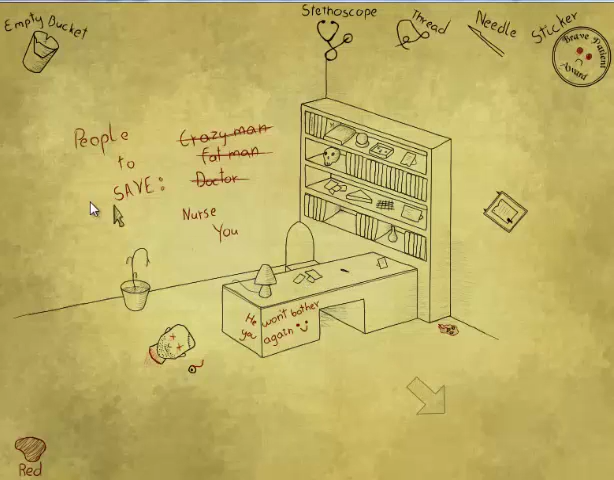 Empty Bucket
Stethoscope
Thread
Needle
Sticker
Brave Patient
Award
People
to
SAVE:
Crazy man
Fat man
Doctor
Nurse
You
He won't bother
you again
Red